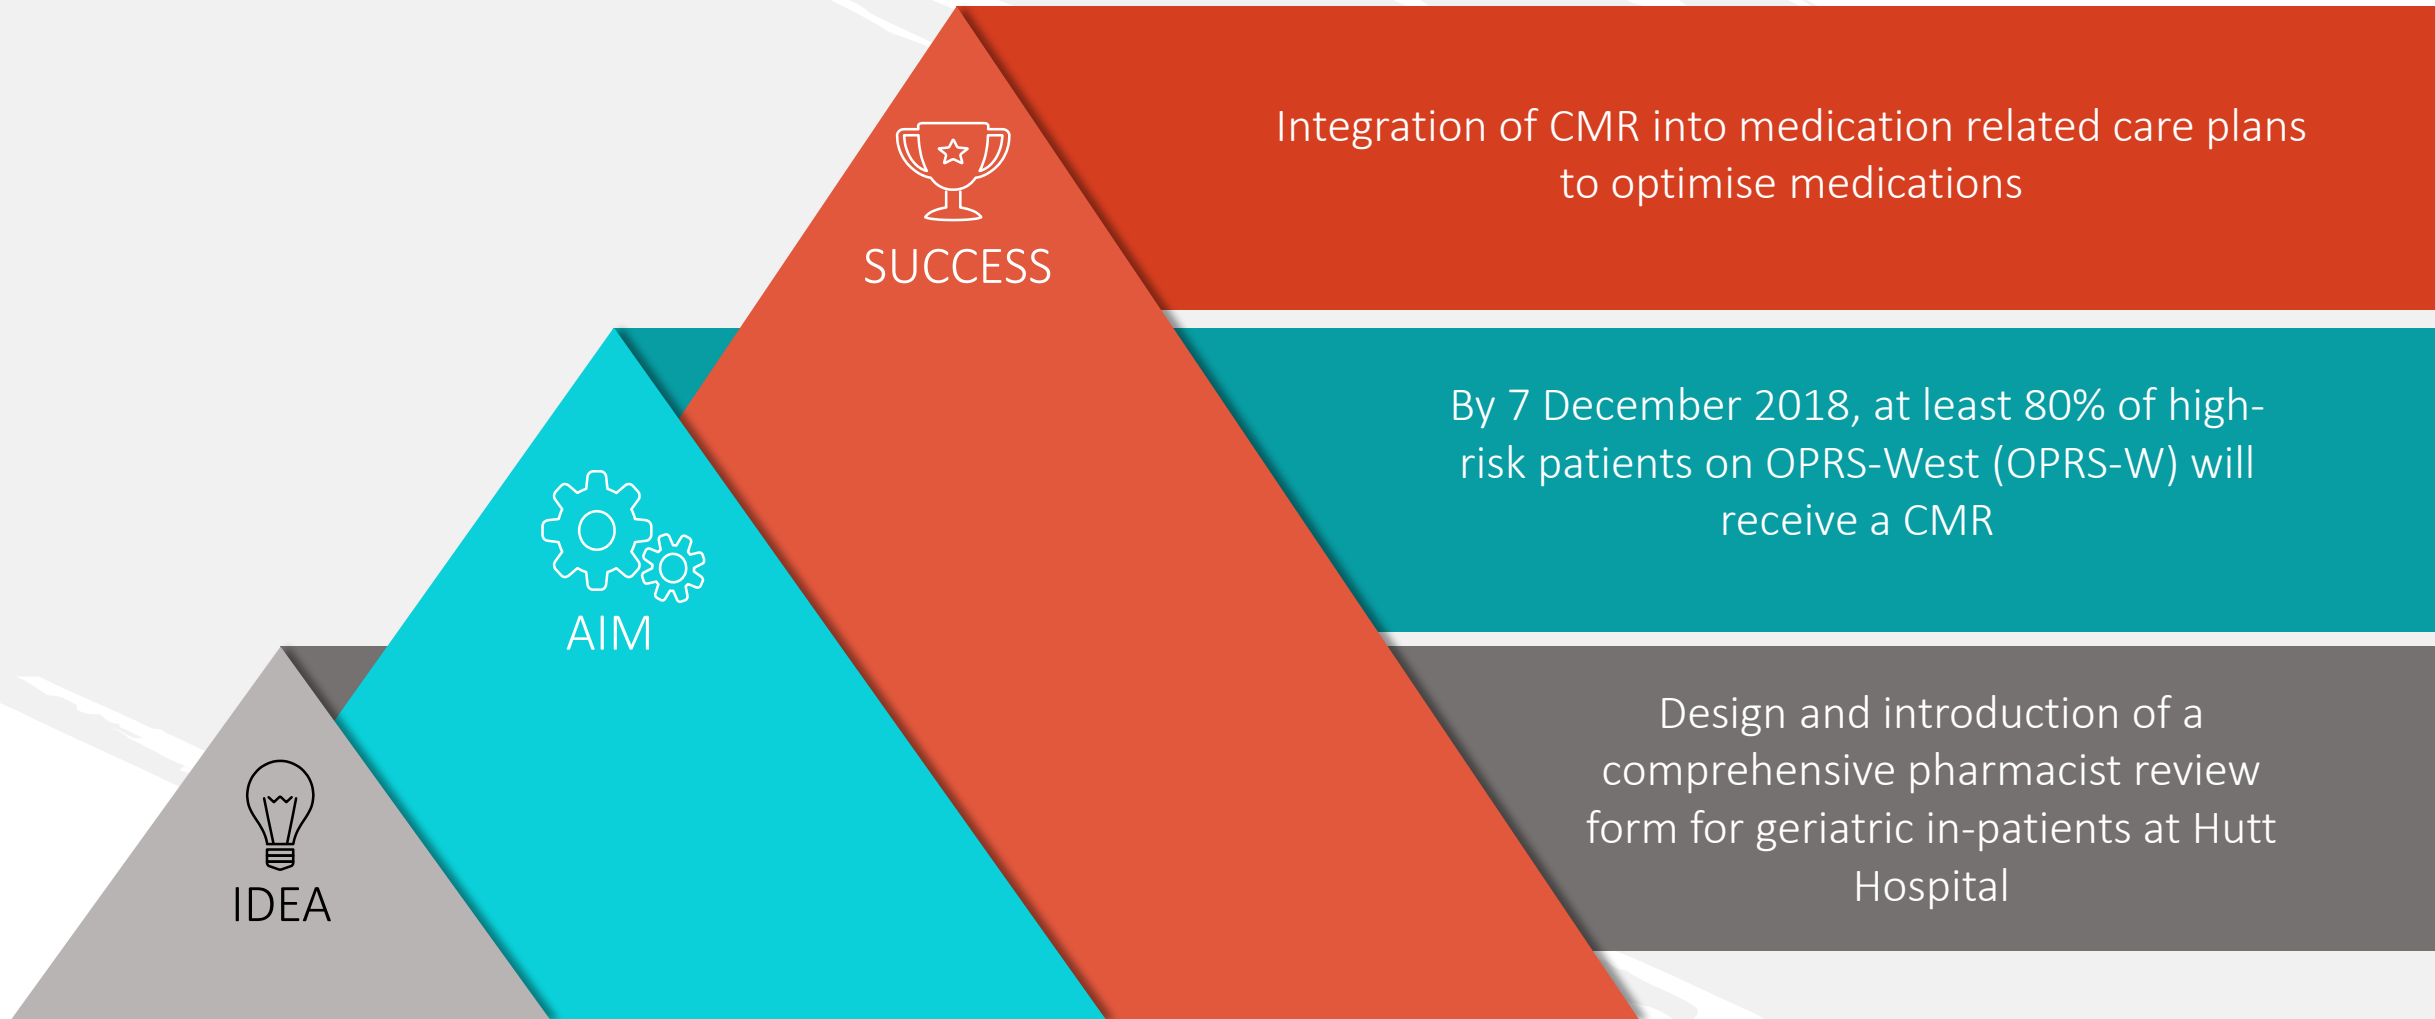 SUCCESS
Integration of CMR into medication related care plans
to optimise medications
AIM
By 7 December 2018, at least 80% of high-
risk patients on OPRS-West (OPRS-W) will
receive a CMR
IDEA
Design and introduction of a
comprehensive pharmacist review
form for geriatric in-patients at Hutt
Hospital